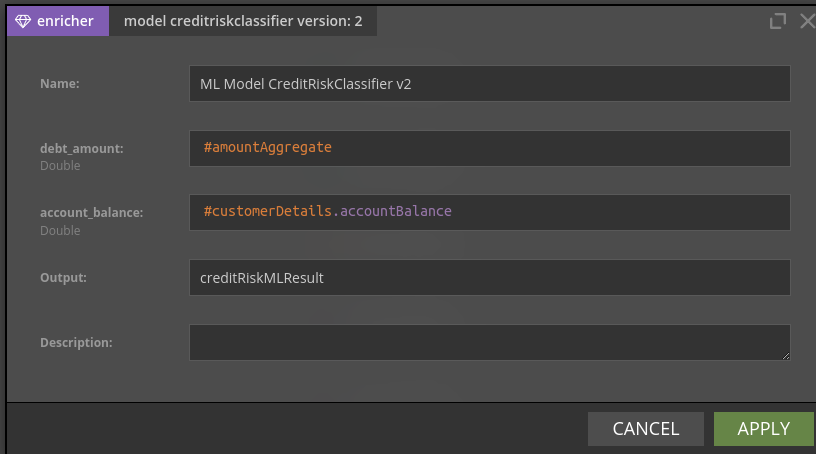 enricher model creditriskclassifier version: 2
Name: ML Model CreditRiskClassifier v2
debt_amount: #amountAggregate
Double
account_balance: #customerDetails.accountBalance
Double
Output: creditRiskMLResult
Description:
CANCEL APPLY